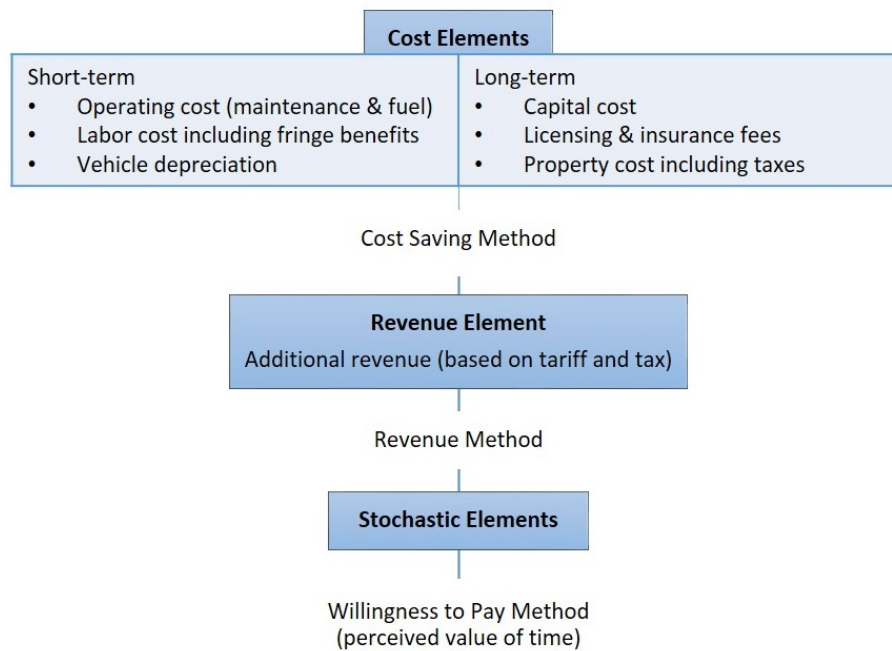 Cost Elements
Short-term
• Operating cost (maintenance & fuel)
• Labor cost including fringe benefits
• Vehicle depreciation
Long-term
• Capital cost
• Licensing & insurance fees
• Property cost including taxes
Cost Saving Method
Revenue Element
Additional revenue (based on tariff and tax)
Revenue Method
Stochastic Elements
Willingness to Pay Method
(perceived value of time)